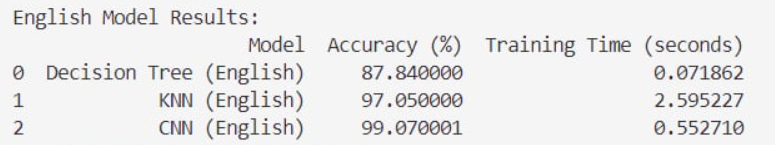 English Model Results:
Model Accuracy (%) Training Time (seconds)
0 Decision Tree (English) 87.840000 0.071862
1 KNN (English) 97.050000 2.595227
2 CNN (English) 99.070001 0.552710